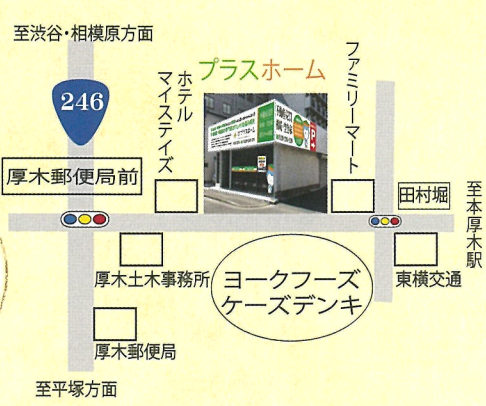 至渋谷・相模原方面
246
ホテル
マイステイズ
プラスホーム
ファミリーマート
厚木郵便局前
田村堀
至本厚木駅
厚木土木事務所
ヨークフーズ
ケーズデンキ
東横交通
厚木郵便局
至平塚方面
P